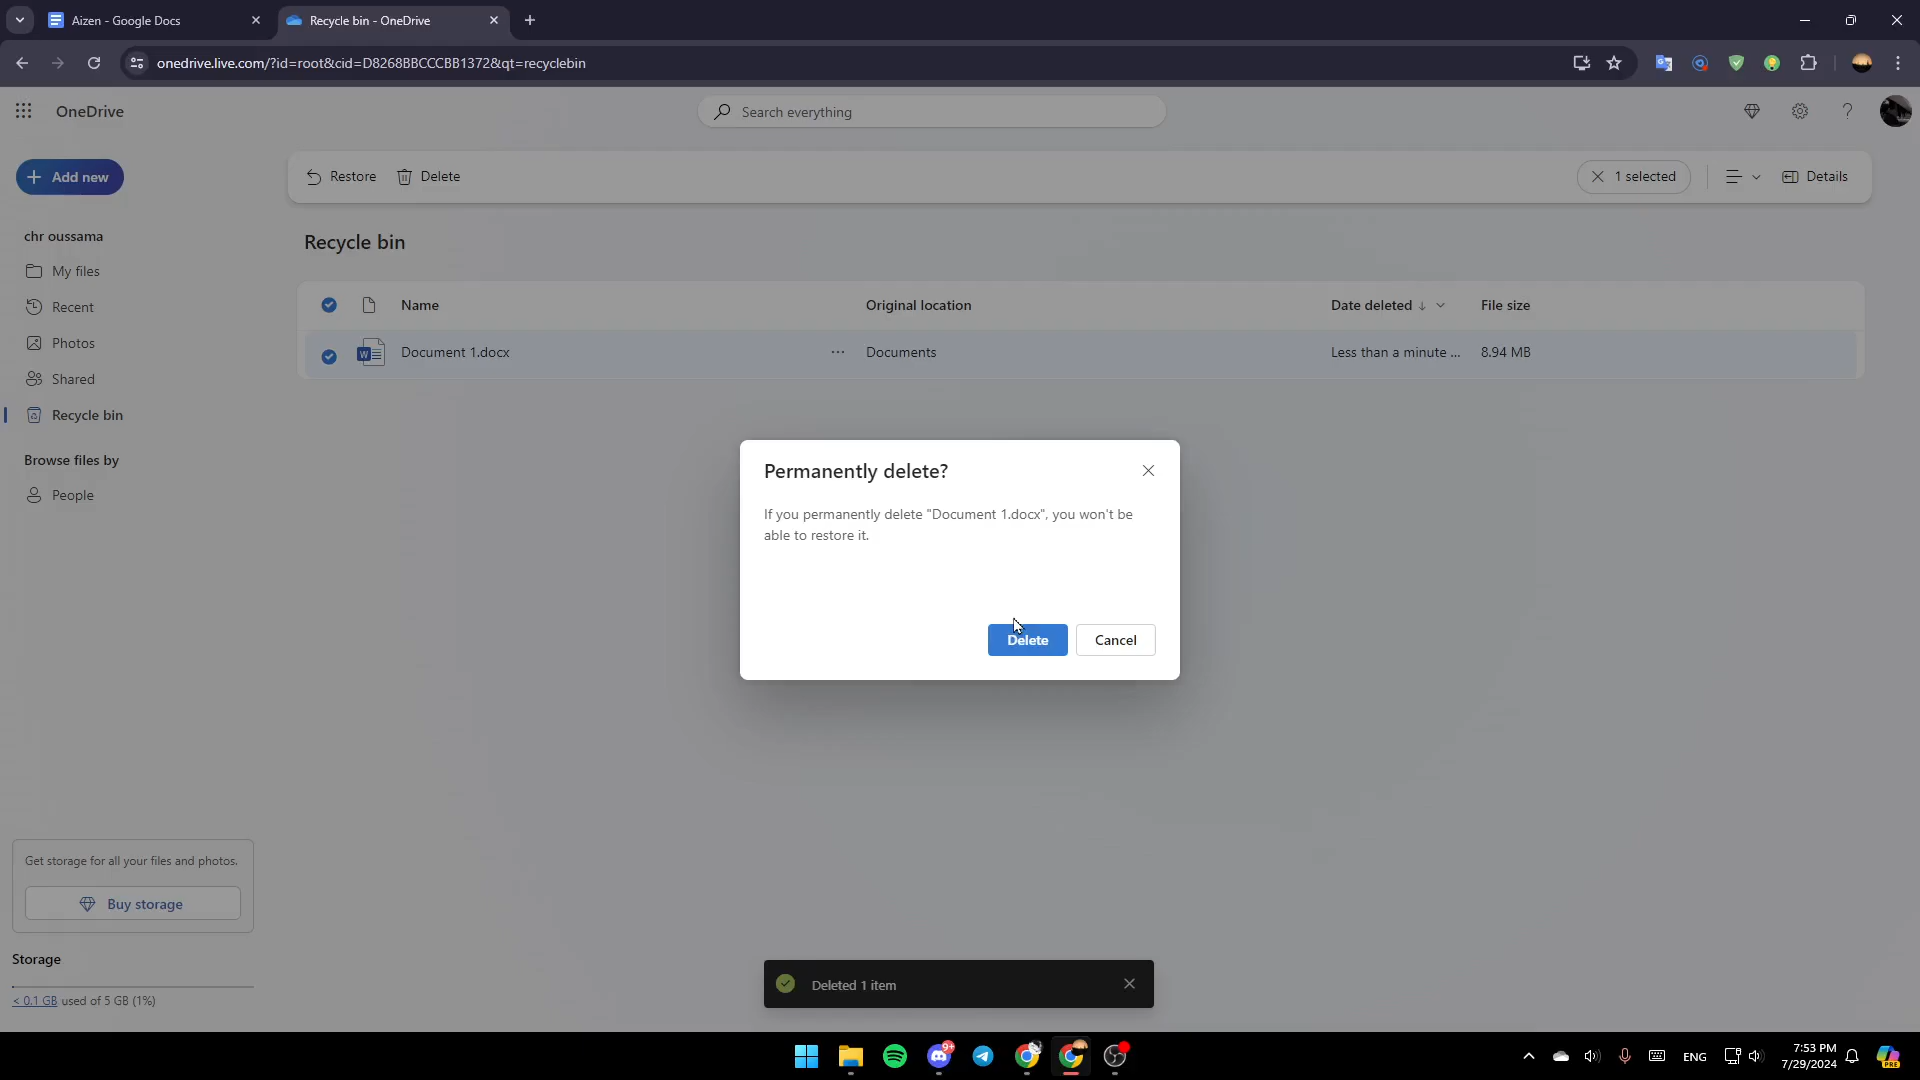 Aizen - Google Docs
Recycle bin - OneDrive
onedrive.live.com/?id=root&cid=D8268BBCCCBB1372&qt=recyclebin
OneDrive
Search everything
Add new
Restore
Delete
1 selected
Details
chr oussama
My files
Recent
Photos
Shared
Recycle bin
Browse files by
People
Recycle bin
Name
Original location
Date deleted
File size
Document 1.docx
Documents
Less than a minute ...
8.94 MB
Permanently delete?
If you permanently delete "Document 1.docx", you won't be
able to restore it.
Delete
Cancel
Get storage for all your files and photos.
Buy storage
Storage
< 0.1 GB used of 5 GB (1%)
Deleted 1 item
9+
ENG
7:53 PM
7/29/2024
PRE